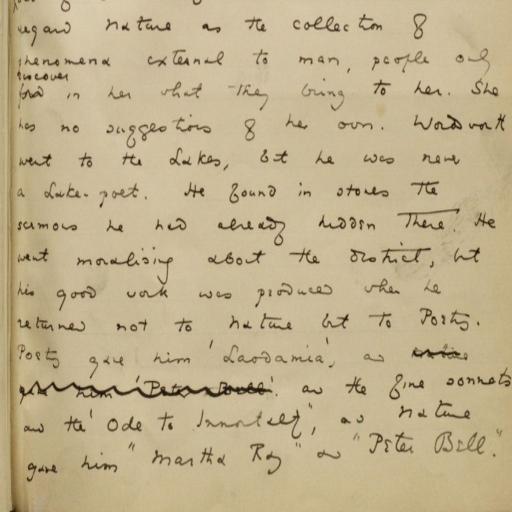 regard Nature as the collection of
phenomena external to man, people only
discover
in her what they bring to her. She
has no suggestions of her own. Wordsworth
went to the Lakes, but he was never
a Lake-poet. He found in stones the
sermons he had already hidden there. He
went moralising about the district, but
his good work was produced when he
returned not to Nature but to Poetry.
Poetry gave him 'Laodamia', and
gave him 'Peter Bell'. and the fine sonnets
and the 'Ode to Immortality", as Nature
gave him "Martha Ray" and "Peter Bell".